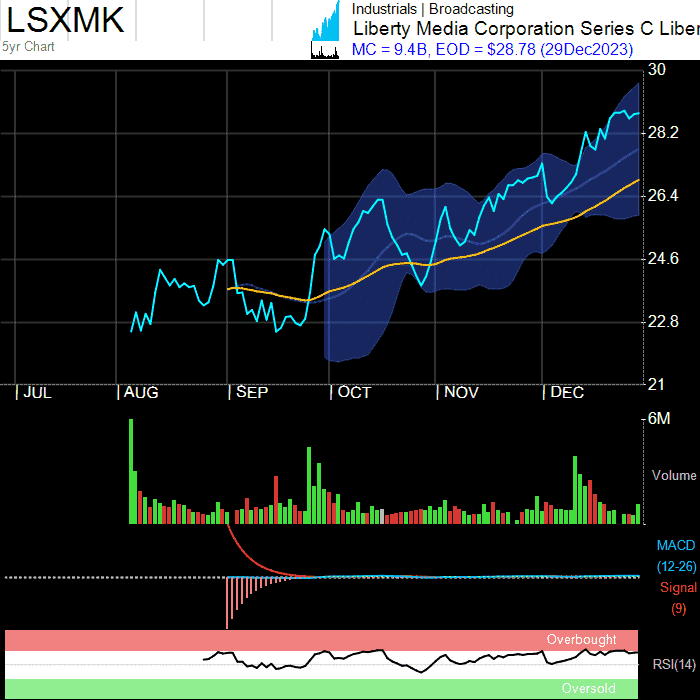 LSXMK
5yr Chart
Industrials | Broadcasting
Liberty Media Corporation Series C Liber
MC = 9.4B, EOD = $28.78 (29Dec2023)
30
28.2
26.4
24.6
22.8
21
| JUL
| AUG
| SEP
| OCT
| NOV
| DEC
6M
Volume
MACD
(12-26)
Signal
(9)
Overbought
RSI(14)
Oversold